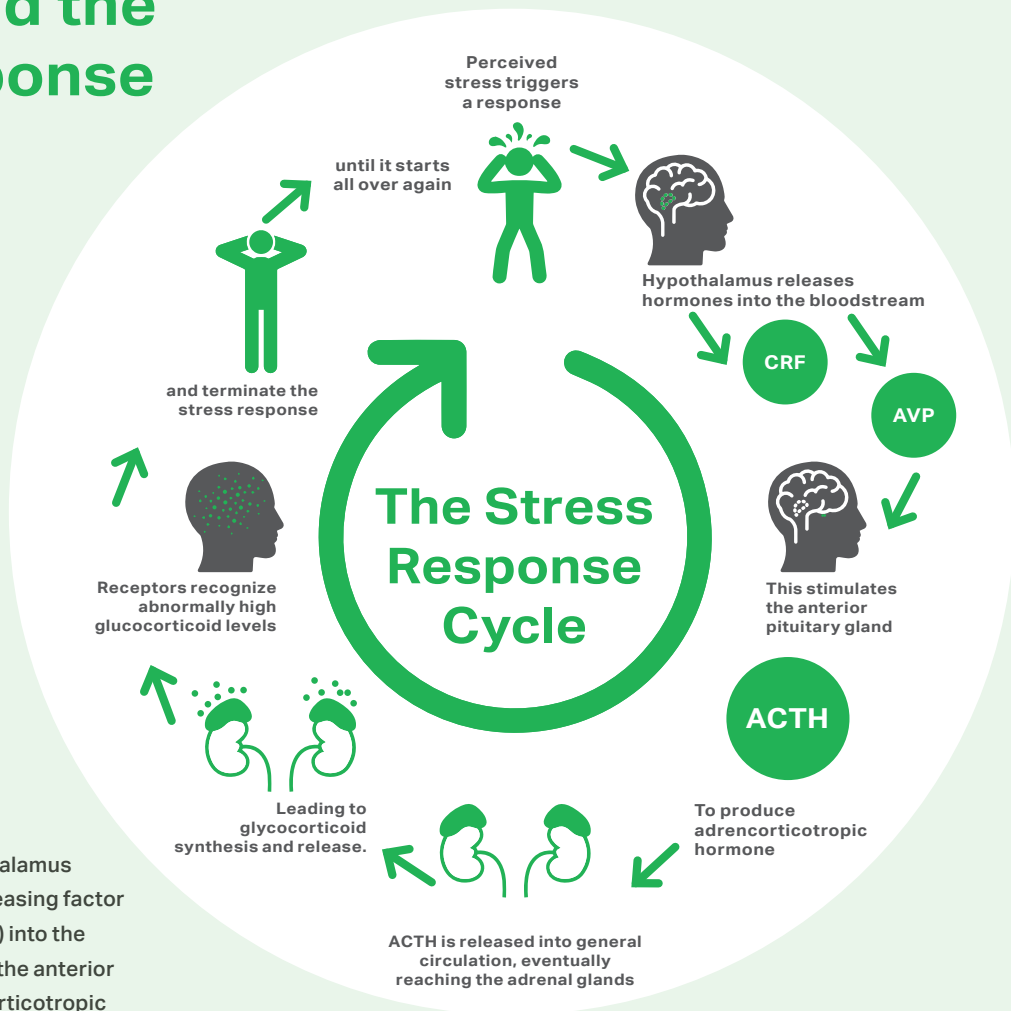 d the
ponse
Perceived
stress triggers
a response
until it starts
all over again
Hypothalamus releases
hormones into the bloodstream
CRF
AVP
and terminate the
stress response
The Stress
Response
Cycle
This stimulates
the anterior
pituitary gland
Receptors recognize
abnormally high
glucocorticoid levels
ACTH
To produce
adrencorticotropic
hormone
Leading to
glycocorticoid
synthesis and release.
ACTH is released into general
circulation, eventually
reaching the adrenal glands
alamus
easing factor
) into the
the anterior
rticotropic